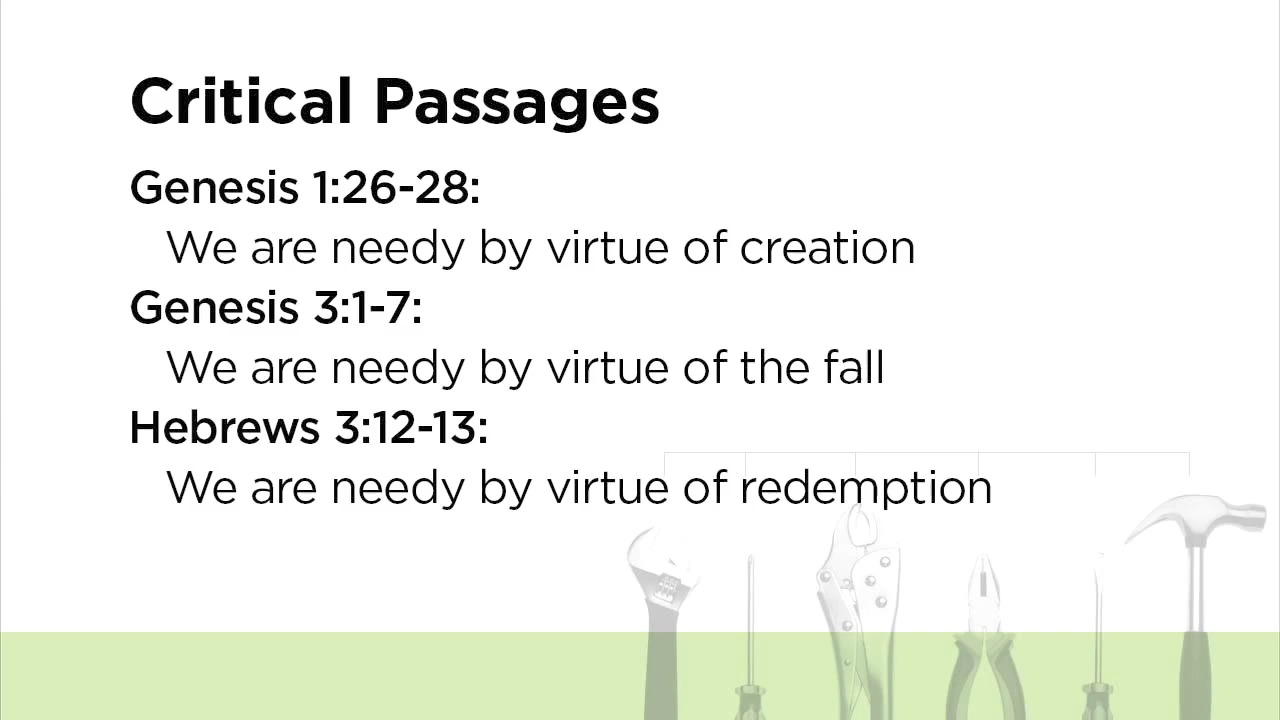 Critical Passages
Genesis 1:26-28:
We are needy by virtue of creation
Genesis 3:1-7:
We are needy by virtue of the fall
Hebrews 3:12-13:
We are needy by virtue of redemption